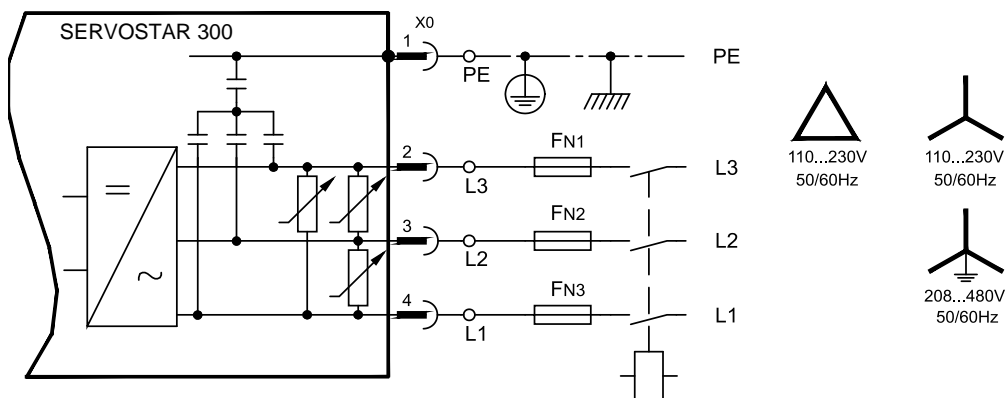 SERVOSTAR 300
X0
1
PE
PE
2
L3
FN1
L3
3
L2
FN2
L2
4
L1
FN3
L1
110...230V
50/60Hz
110...230V
50/60Hz
208...480V
50/60Hz